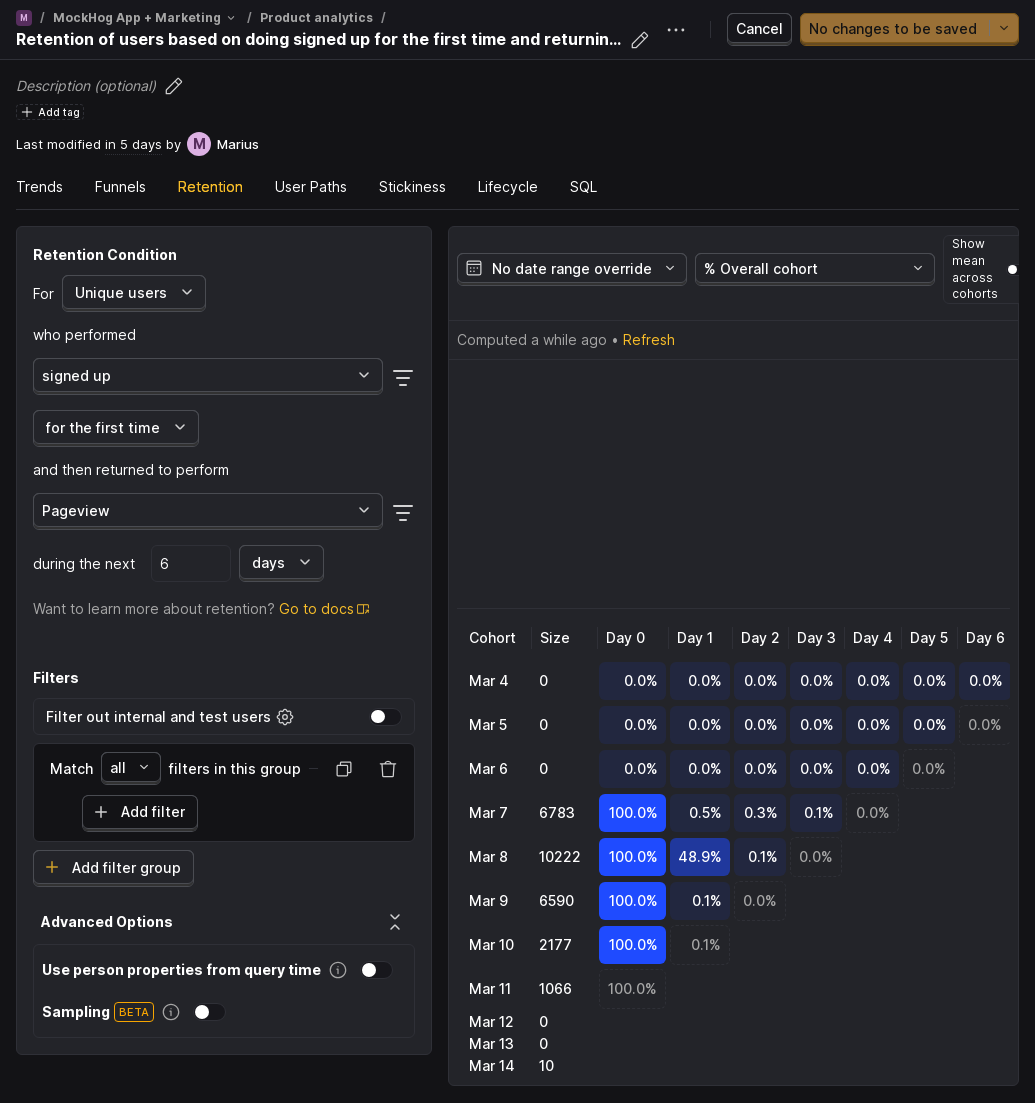 M / MockHog App + Marketing / Product analytics /
Retention of users based on doing signed up for the first time and returnin...
Cancel
No changes to be saved
Description (optional)
Add tag
Last modified in 5 days by M Marius
Trends Funnels Retention User Paths Stickiness Lifecycle SQL
Retention Condition
For Unique users
who performed
signed up
for the first time
and then returned to perform
Pageview
during the next 6 days
Want to learn more about retention? Go to docs
Filters
Filter out internal and test users
Match all filters in this group
Add filter
Add filter group
Advanced Options
Use person properties from query time
Sampling BETA
No date range override
% Overall cohort
Show
mean
across
cohorts
Computed a while ago • Refresh
Cohort Size Day 0 Day 1 Day 2 Day 3 Day 4 Day 5 Day 6
Mar 4 0 0.0% 0.0% 0.0% 0.0% 0.0% 0.0% 0.0%
Mar 5 0 0.0% 0.0% 0.0% 0.0% 0.0% 0.0% 0.0%
Mar 6 0 0.0% 0.0% 0.0% 0.0% 0.0% 0.0%
Mar 7 6783 100.0% 0.5% 0.3% 0.1% 0.0%
Mar 8 10222 100.0% 48.9% 0.1% 0.0%
Mar 9 6590 100.0% 0.1% 0.0%
Mar 10 2177 100.0% 0.1%
Mar 11 1066 100.0%
Mar 12 0
Mar 13 0
Mar 14 10